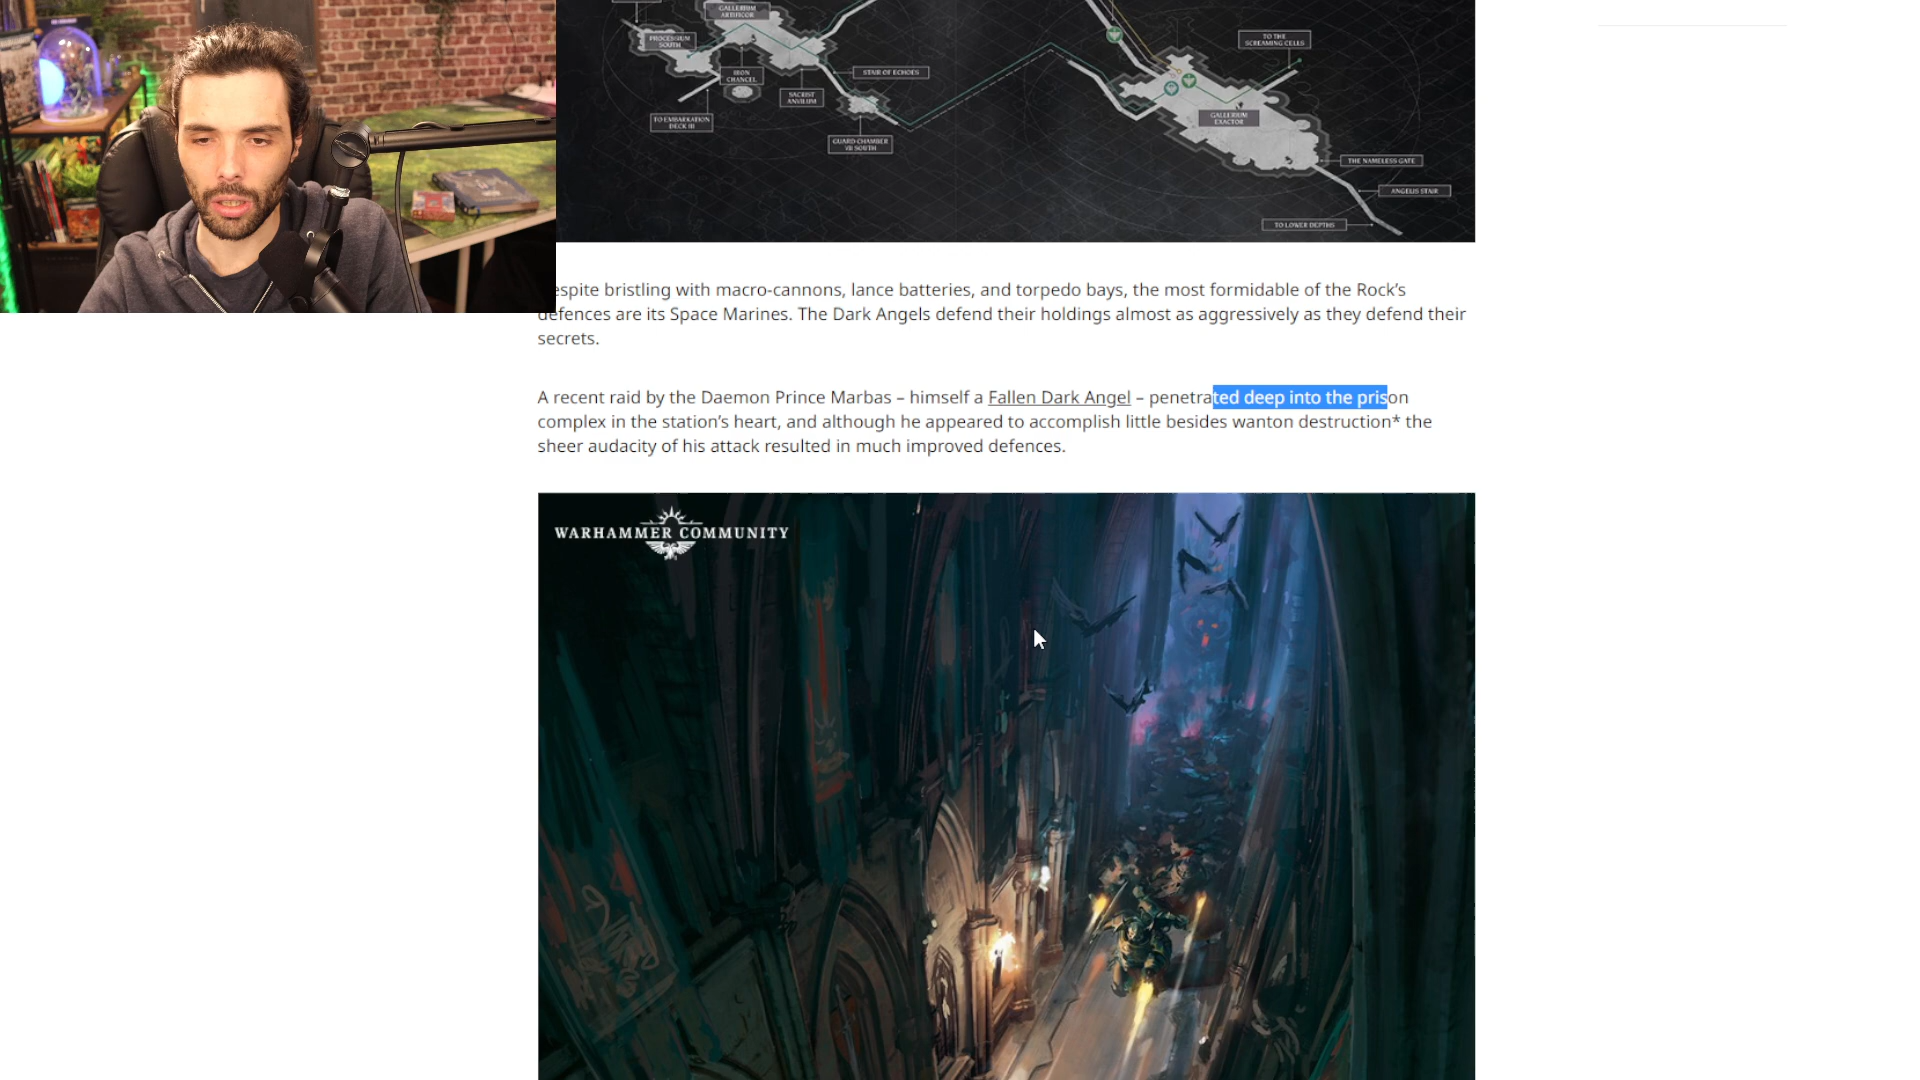 GALLERIUM
ARTIFICOR
PROCESSIUM
SOUTH
IRON
CHANCEL
SACRIST
ANVILUM
STAIR OF ECHOES
TO EMBARKATION
DECK III
GUARD CHAMBER
VII SOUTH
TO THE
SCREAMING CELLS
GALLERIUM
EXACTOR
THE NAMELESS GATE
ANGELIS STAIR
TO LOWER DEPTHS
espite bristling with macro-cannons, lance batteries, and torpedo bays, the most formidable of the Rock’s
defences are its Space Marines. The Dark Angels defend their holdings almost as aggressively as they defend their
secrets.
A recent raid by the Daemon Prince Marbas – himself a Fallen Dark Angel – penetrated deep into the prison
complex in the station’s heart, and although he appeared to accomplish little besides wanton destruction* the
sheer audacity of his attack resulted in much improved defences.
WARHAMMER COMMUNITY